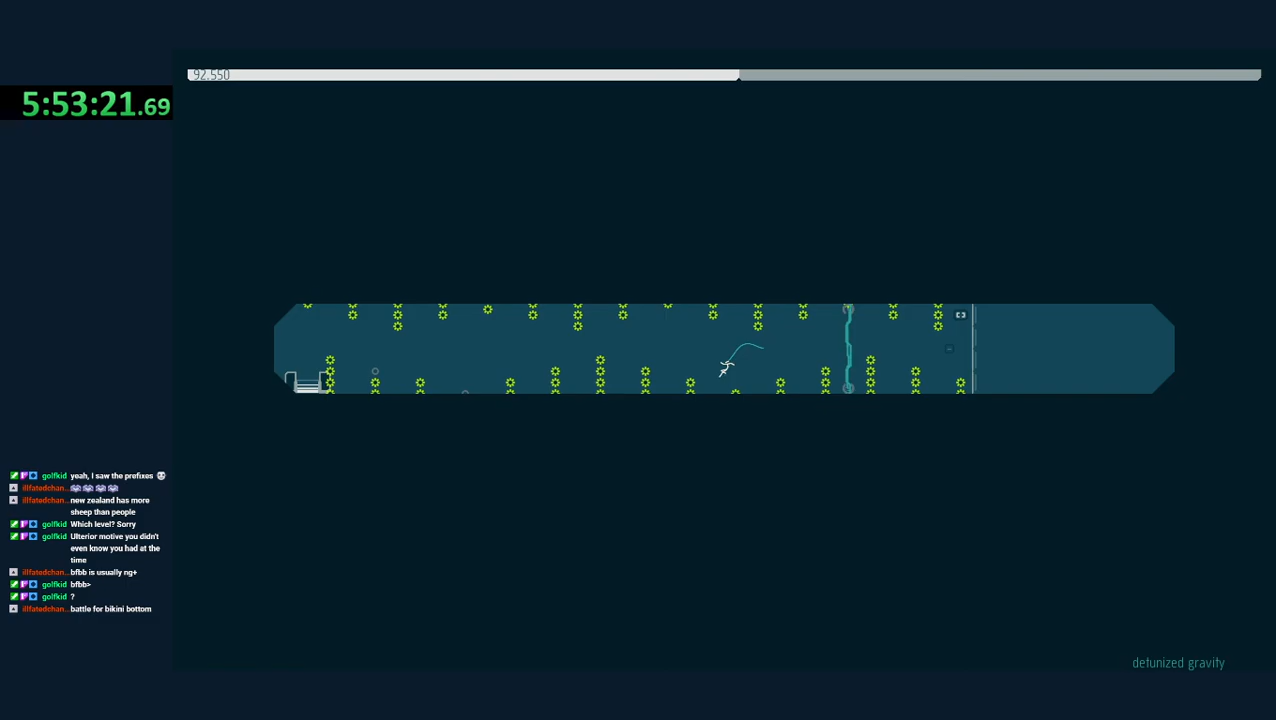 92.550
5:53:21.69
golfkid yeah, I saw the prefixes
illfatedchan...
illfatedchan... new zealand has more
sheep than people
golfkid Which level? Sorry
golfkid Ulterior motive you didn't
even know you had at the
time
illfatedchan... bfbb is usually ng+
golfkid bfbb>
golfkid ?
illfatedchan... battle for bikini bottom
detunized gravity